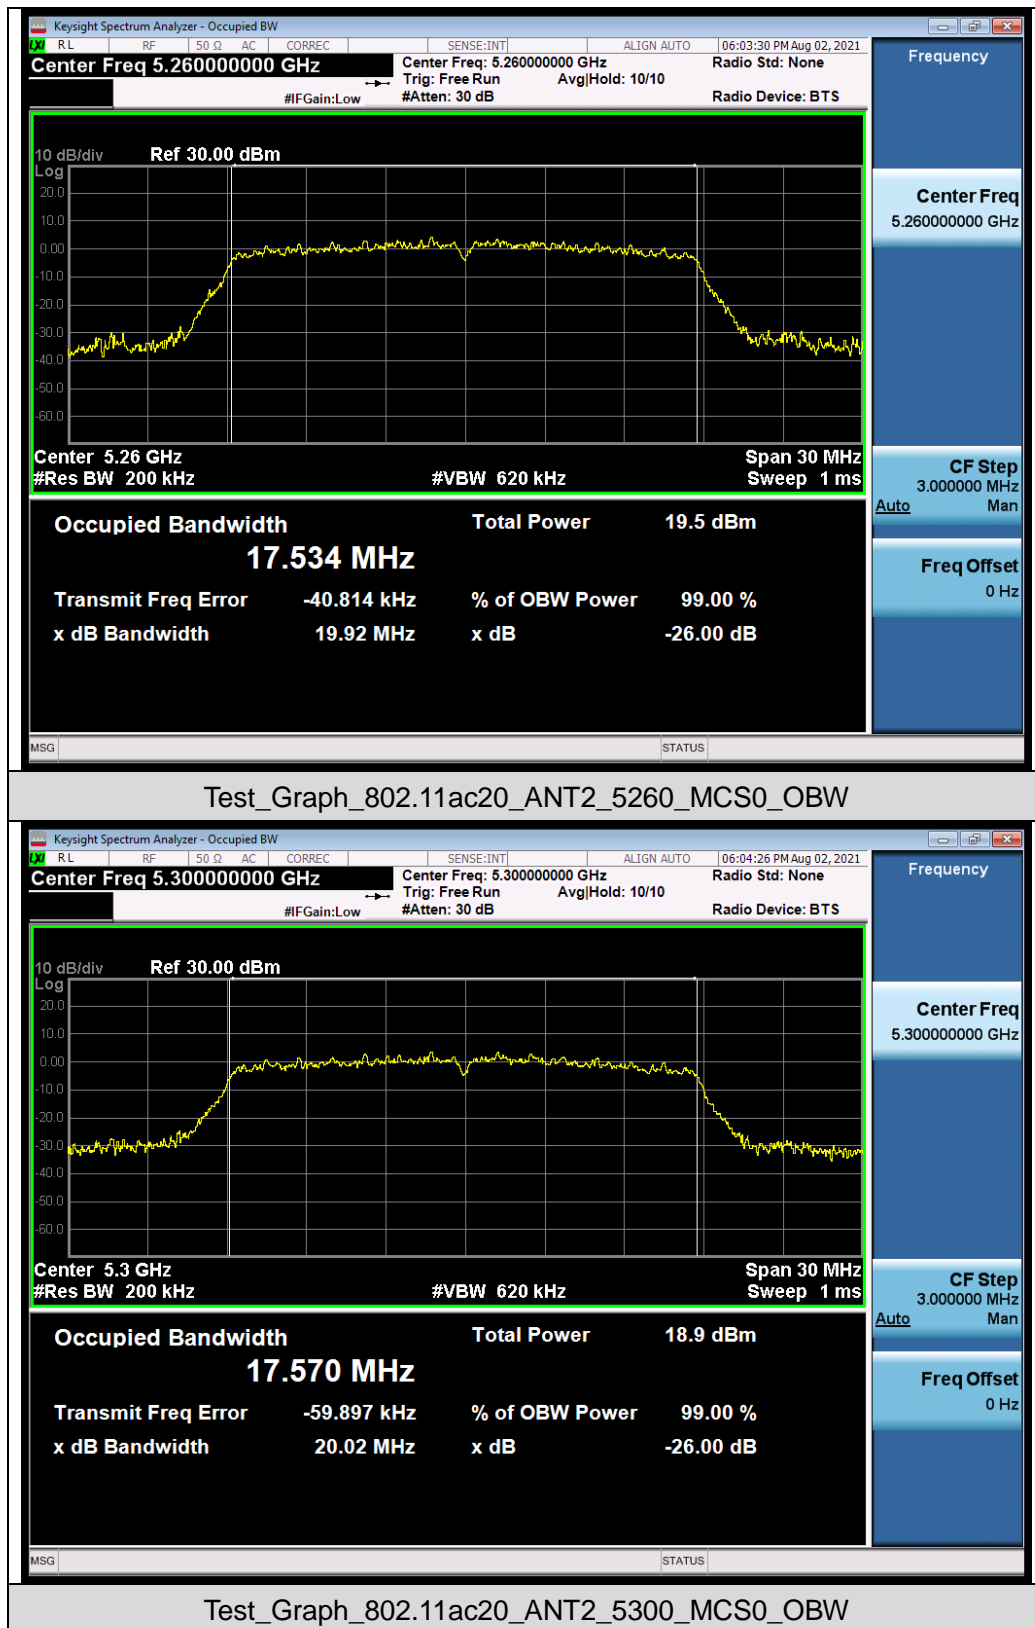 Keysight Spectrum Analyzer - Occupied BW
LXI RL RF 50 Ω AC CORREC SENSE:INT ALIGN AUTO 06:03:30 PM Aug 02, 2021
Center Freq 5.260000000 GHz
Center Freq: 5.260000000 GHz Radio Std: None
Trig: Free Run Avg|Hold: 10/10
#IFGain:Low #Atten: 30 dB Radio Device: BTS
10 dB/div Ref 30.00 dBm
Log
20.0
10.0
0.00
-10.0
-20.0
-30.0
-40.0
-50.0
-60.0
Center 5.26 GHz Span 30 MHz
#Res BW 200 kHz #VBW 620 kHz Sweep 1 ms
Occupied Bandwidth Total Power 19.5 dBm
17.534 MHz
Transmit Freq Error -40.814 kHz % of OBW Power 99.00 %
x dB Bandwidth 19.92 MHz x dB -26.00 dB
MSG STATUS
Frequency
Center Freq
5.260000000 GHz
CF Step
3.000000 MHz
Auto Man
Freq Offset
0 Hz
Test_Graph_802.11ac20_ANT2_5260_MCS0_OBW
Keysight Spectrum Analyzer - Occupied BW
LXI RL RF 50 Ω AC CORREC SENSE:INT ALIGN AUTO 06:04:26 PM Aug 02, 2021
Center Freq 5.300000000 GHz
Center Freq: 5.300000000 GHz Radio Std: None
Trig: Free Run Avg|Hold: 10/10
#IFGain:Low #Atten: 30 dB Radio Device: BTS
10 dB/div Ref 30.00 dBm
Log
20.0
10.0
0.00
-10.0
-20.0
-30.0
-40.0
-50.0
-60.0
Center 5.3 GHz Span 30 MHz
#Res BW 200 kHz #VBW 620 kHz Sweep 1 ms
Occupied Bandwidth Total Power 18.9 dBm
17.570 MHz
Transmit Freq Error -59.897 kHz % of OBW Power 99.00 %
x dB Bandwidth 20.02 MHz x dB -26.00 dB
MSG STATUS
Frequency
Center Freq
5.300000000 GHz
CF Step
3.000000 MHz
Auto Man
Freq Offset
0 Hz
Test_Graph_802.11ac20_ANT2_5300_MCS0_OBW